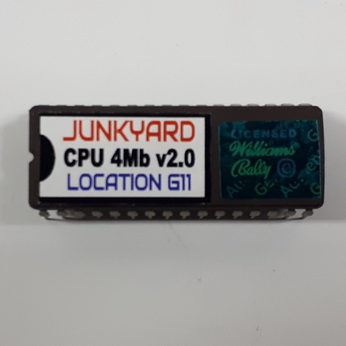 JUNKYARD
CPU 4Mb v2.0
LOCATION G11
LICENSED
Williams
Bally ©